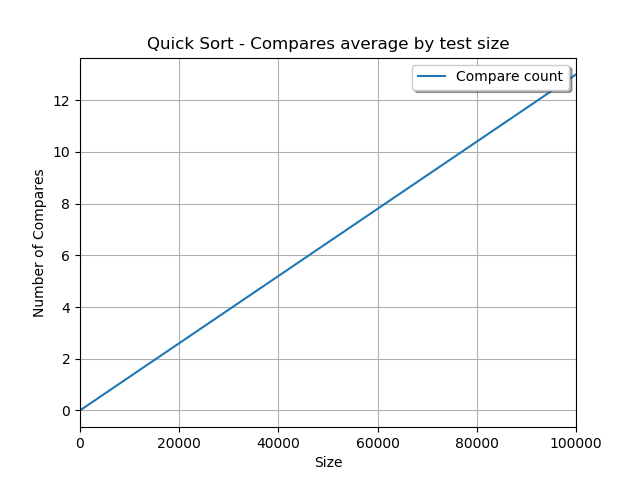 Quick Sort - Compares average by test size
Compare count
Number of Compares
12
10
8
6
4
2
0
0 20000 40000 60000 80000 100000
Size